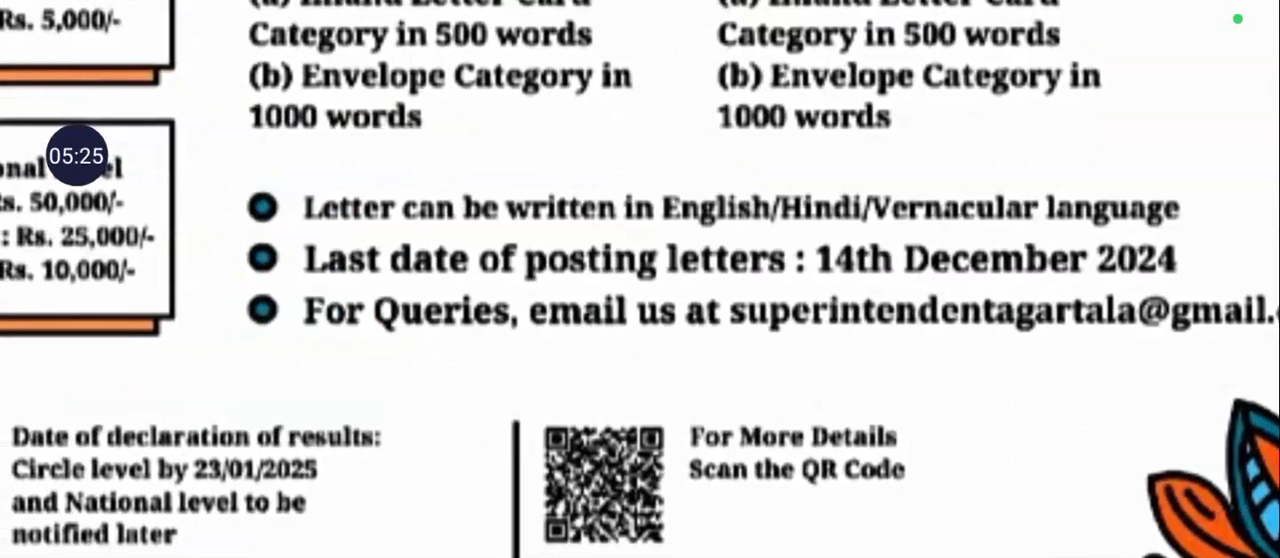 Rs. 5,000/-
Category in 500 words
(b) Envelope Category in
1000 words
Category in 500 words
(b) Envelope Category in
1000 words
05:25
50,000/-
: Rs. 25,000/-
Rs. 10,000/-
Letter can be written in English/Hindi/Vernacular language
Last date of posting letters : 14th December 2024
For Queries, email us at superintendentagartala@gmail.
Date of declaration of results:
Circle level by 23/01/2025
and National level to be
notified later
For More Details
Scan the QR Code